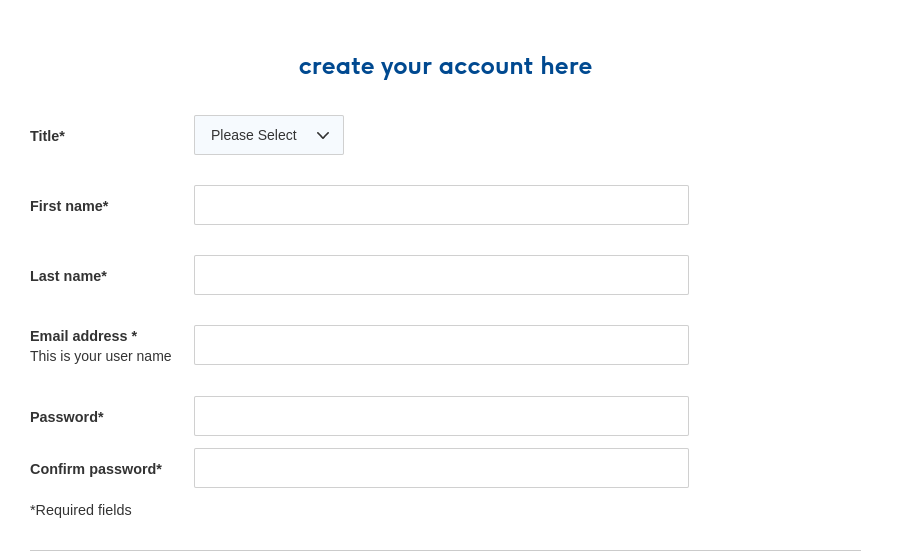 create your account here
Title*
Please Select
First name*
Last name*
Email address *
This is your user name
Password*
Confirm password*
*Required fields